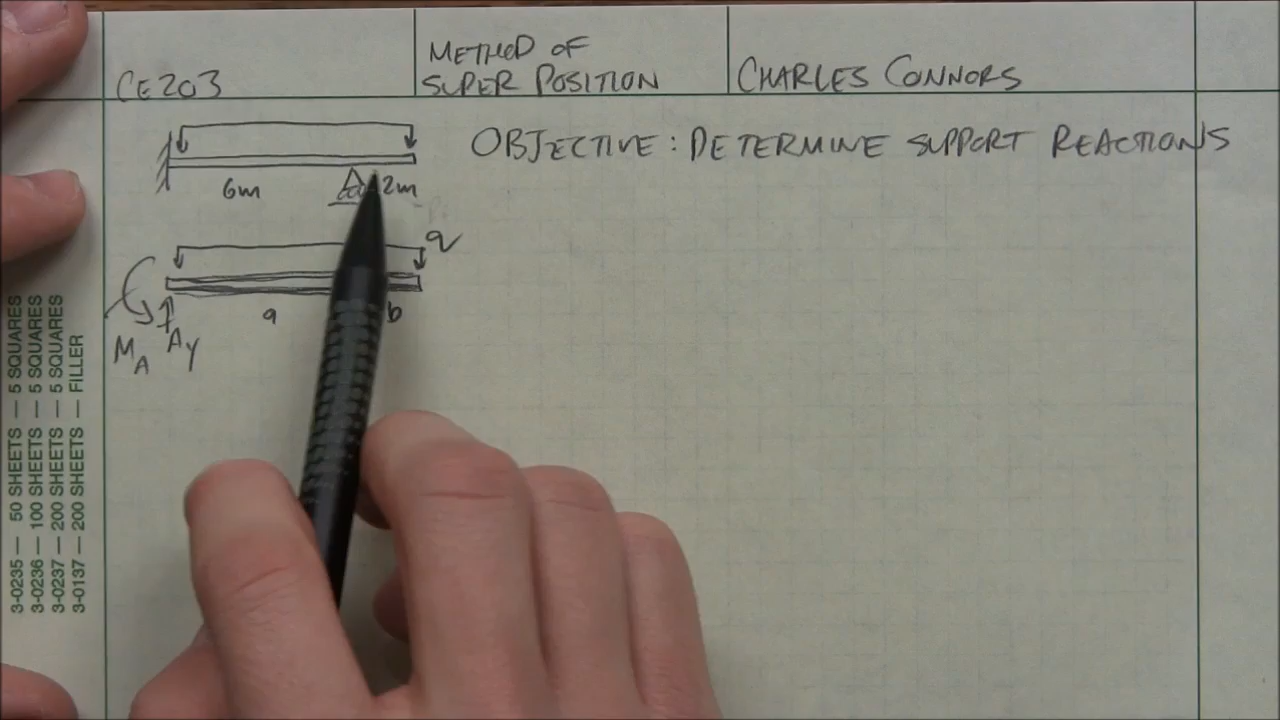 CE203
METHOD OF
SUPER POSITION
CHARLES CONNORS
OBJECTIVE: DETERMINE SUPPORT REACTIONS
6m
2m
q
a
b
MA
Ay
3-0235 — 50 SHEETS — 5 SQUARES
3-0236 — 100 SHEETS — 5 SQUARES
3-0237 — 200 SHEETS — 5 SQUARES
3-0137 — 200 SHEETS — FILLER